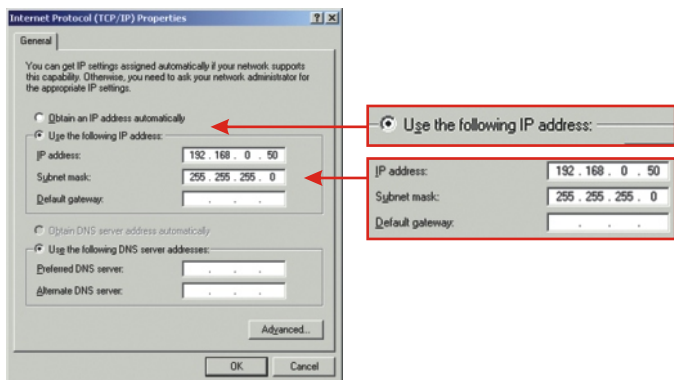 Internet Protocol (TCP/IP) Properties
General
You can get IP settings assigned automatically if your network supports
this capability. Otherwise, you need to ask your network administrator for
the appropriate IP settings.
Obtain an IP address automatically
Use the following IP address:
IP address: 192 . 168 . 0 . 50
Subnet mask: 255 . 255 . 255 . 0
Default gateway: . . .
Obtain DNS server address automatically
Use the following DNS server addresses:
Preferred DNS server: . . .
Alternate DNS server: . . .
Advanced...
OK Cancel
Use the following IP address:
IP address: 192 . 168 . 0 . 50
Subnet mask: 255 . 255 . 255 . 0
Default gateway: . . .